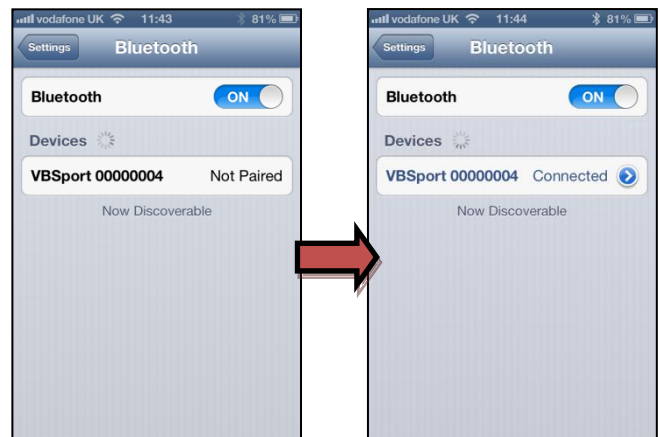 vodafone UK 11:43 81%
Settings Bluetooth
Bluetooth ON
Devices
VBSport 00000004 Not Paired
Now Discoverable
vodafone UK 11:44 81%
Settings Bluetooth
Bluetooth ON
Devices
VBSport 00000004 Connected
Now Discoverable